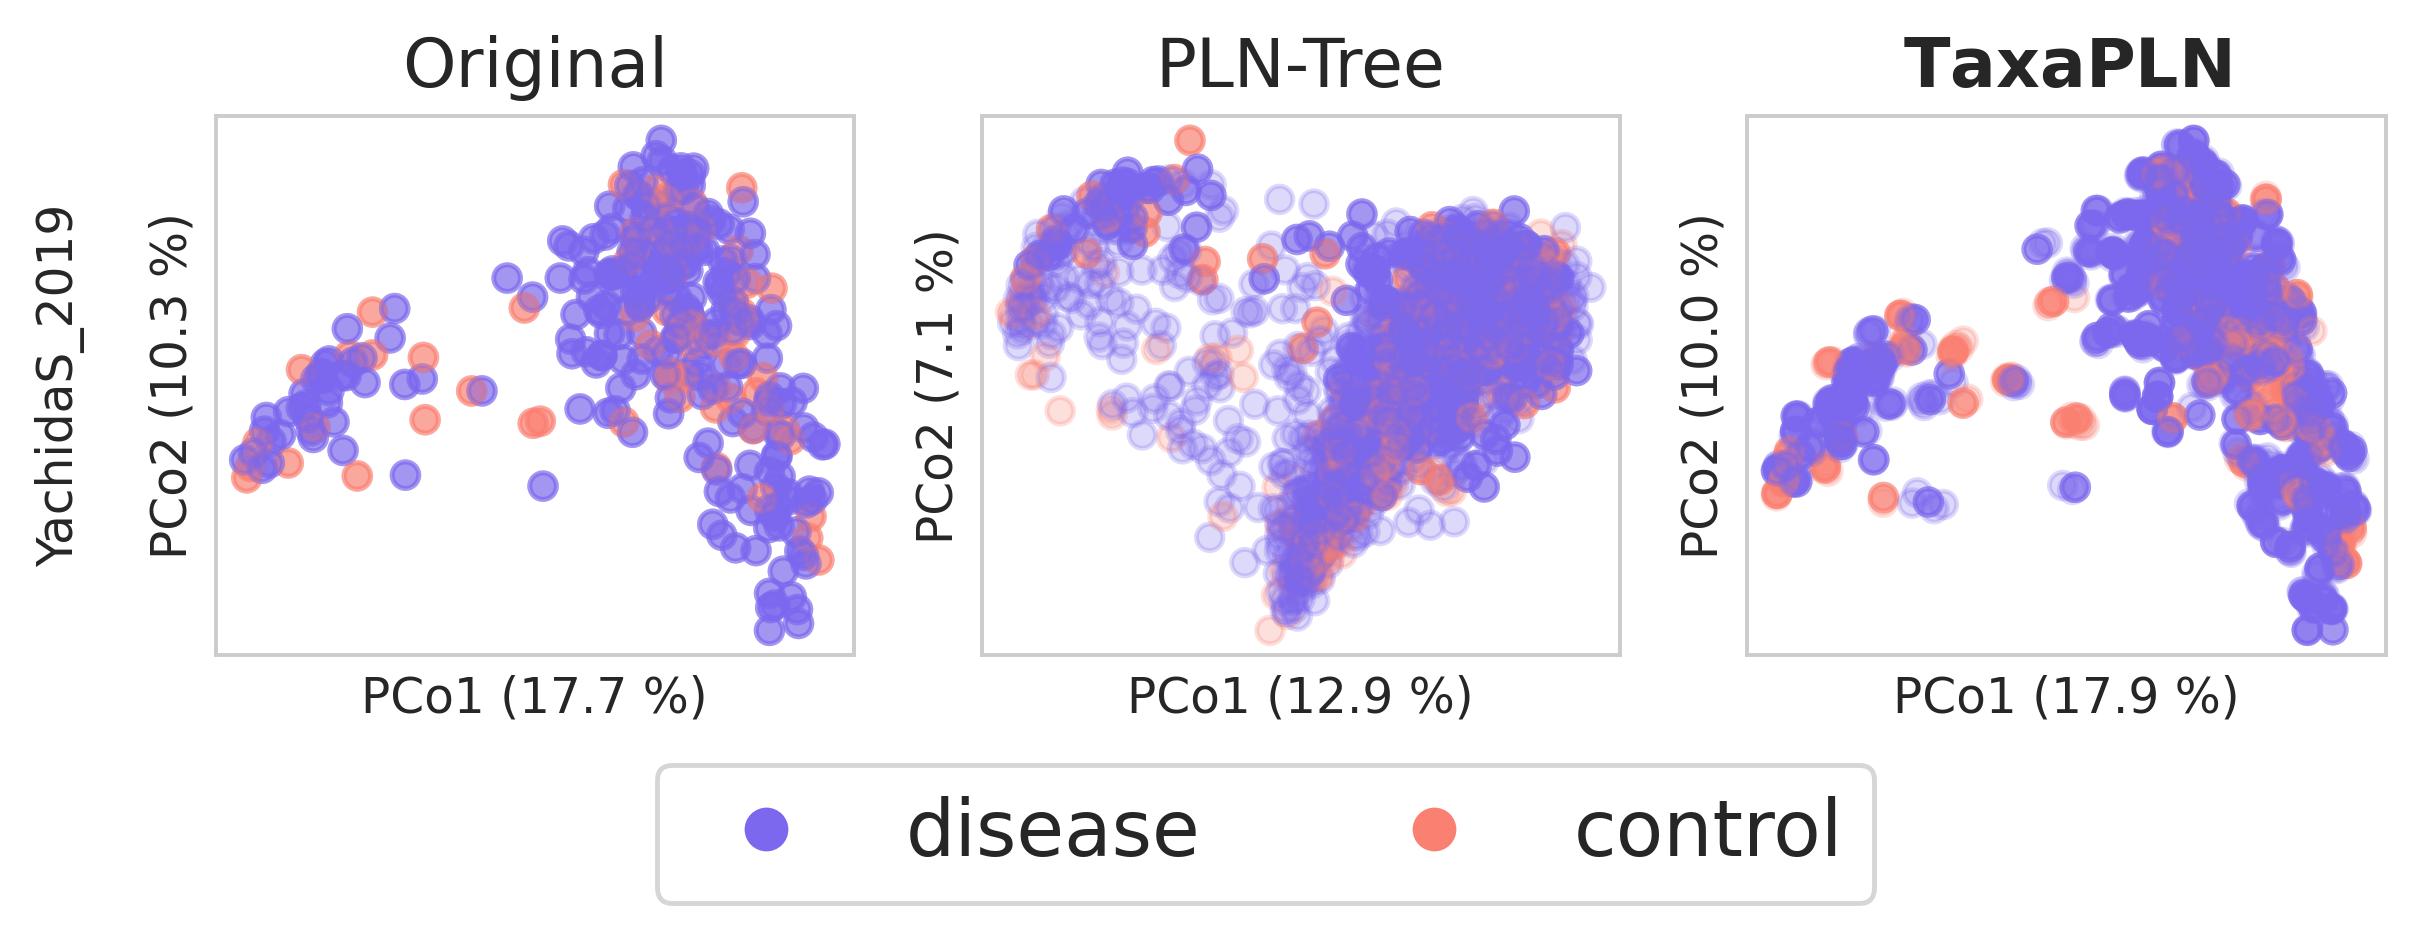 Original
PLN-Tree
TaxaPLN
YachidaS_2019
PCo2 (10.3 %)
PCo2 (7.1 %)
PCo2 (10.0 %)
PCo1 (17.7 %)
PCo1 (12.9 %)
PCo1 (17.9 %)
disease
control